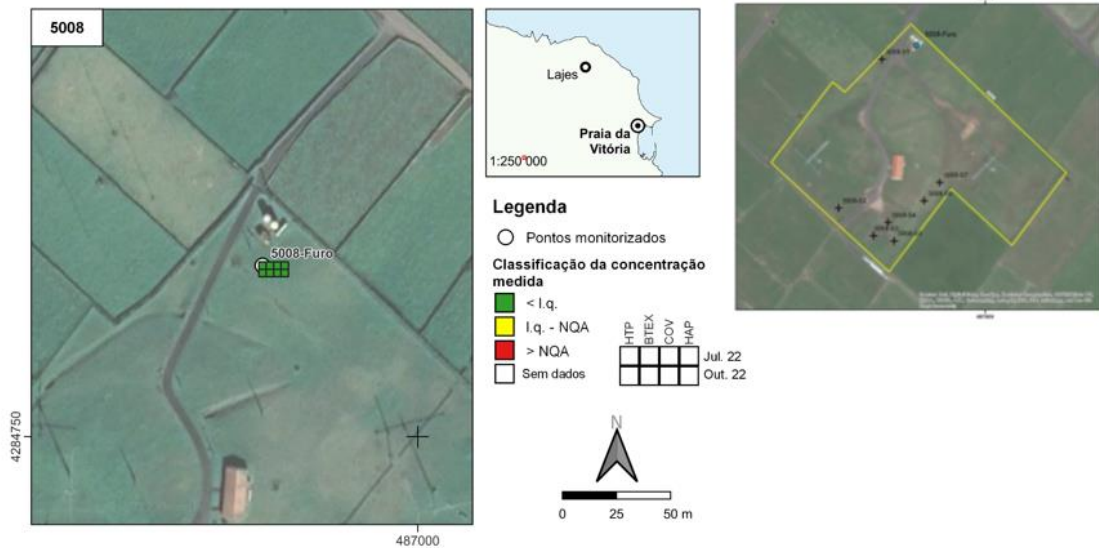 5008
5008-Furo
4284750
487000
Lajes
Praia da
Vitória
1:250 000
Legenda
Pontos monitorizados
Classificação da concentração
medida
< l.q.
l.q. - NQA
> NQA
Sem dados
HTP
BTEX
COV
HAP
Jul. 22
Out. 22
N
0 25 50 m
5008-Furo